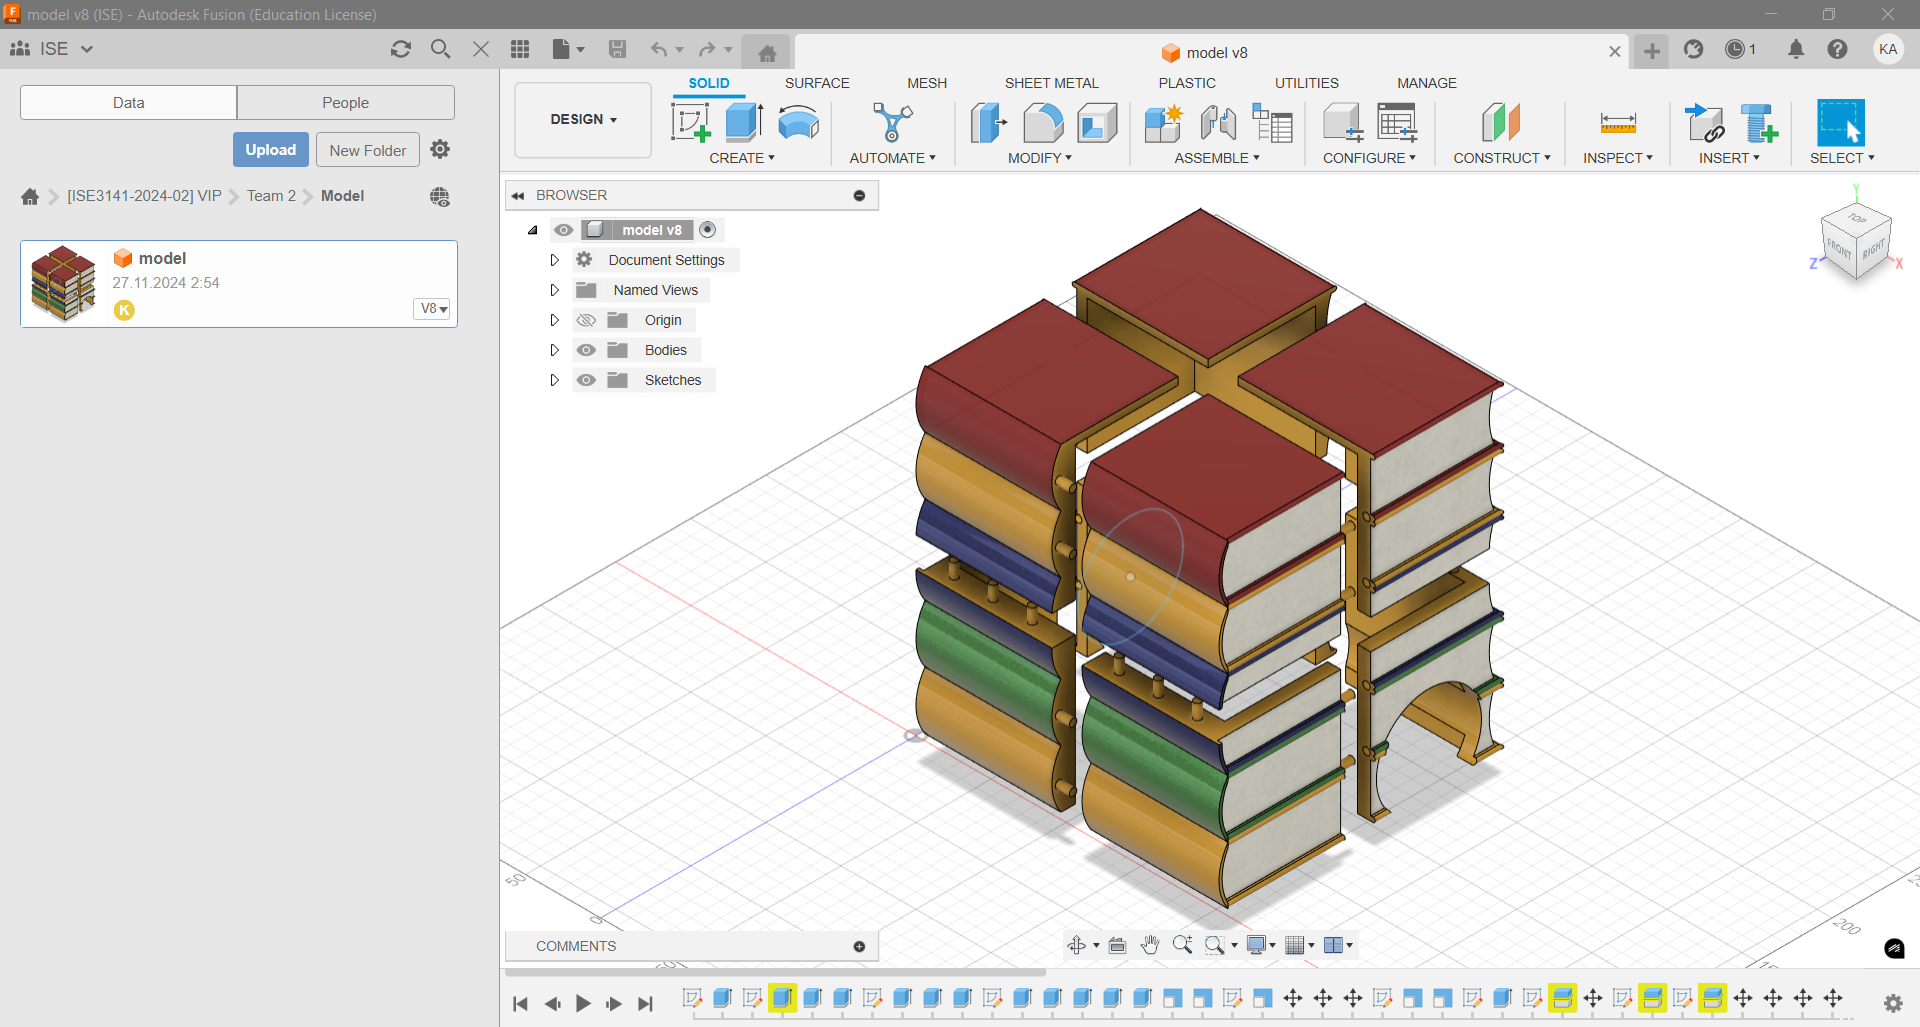 model v8 (ISE) - Autodesk Fusion (Education License)
ISE
model v8
1
KA
Data
People
Upload
New Folder
[ISE3141-2024-02] VIP
Team 2
Model
model
27.11.2024 2:54
K
V8
DESIGN
SOLID
SURFACE
MESH
SHEET METAL
PLASTIC
UTILITIES
MANAGE
CREATE
AUTOMATE
MODIFY
ASSEMBLE
CONFIGURE
CONSTRUCT
INSPECT
INSERT
SELECT
BROWSER
model v8
Document Settings
Named Views
Origin
Bodies
Sketches
Y
TOP
FRONT
RIGHT
Z
X
50
0
200
COMMENTS